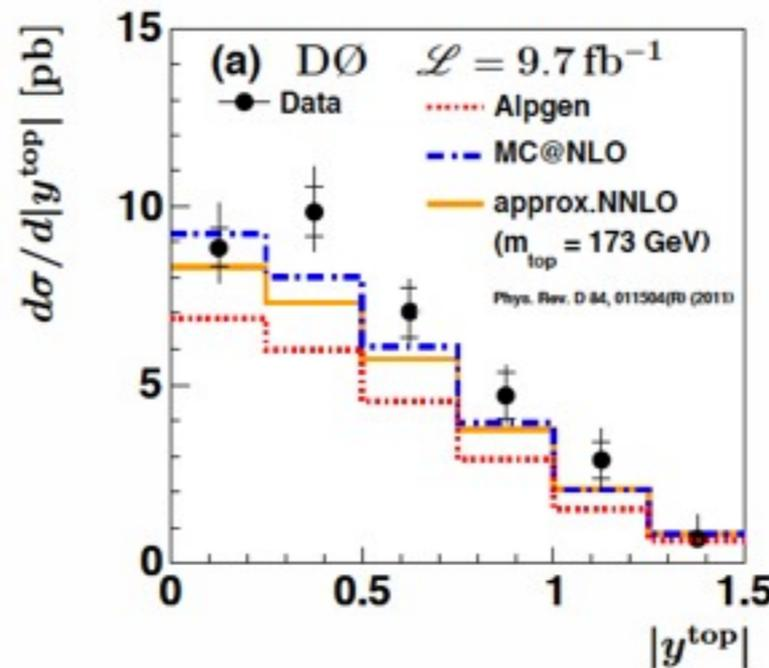 dσ/d|y^top| [pb]
15
10
5
0
(a) DØ ℒ = 9.7 fb⁻¹
Data
Alpgen
MC@NLO
approx.NNLO
(m_top = 173 GeV)
Phys. Rev. D 84, 011504(R) (2011)
0 0.5 1 1.5
|y^top|